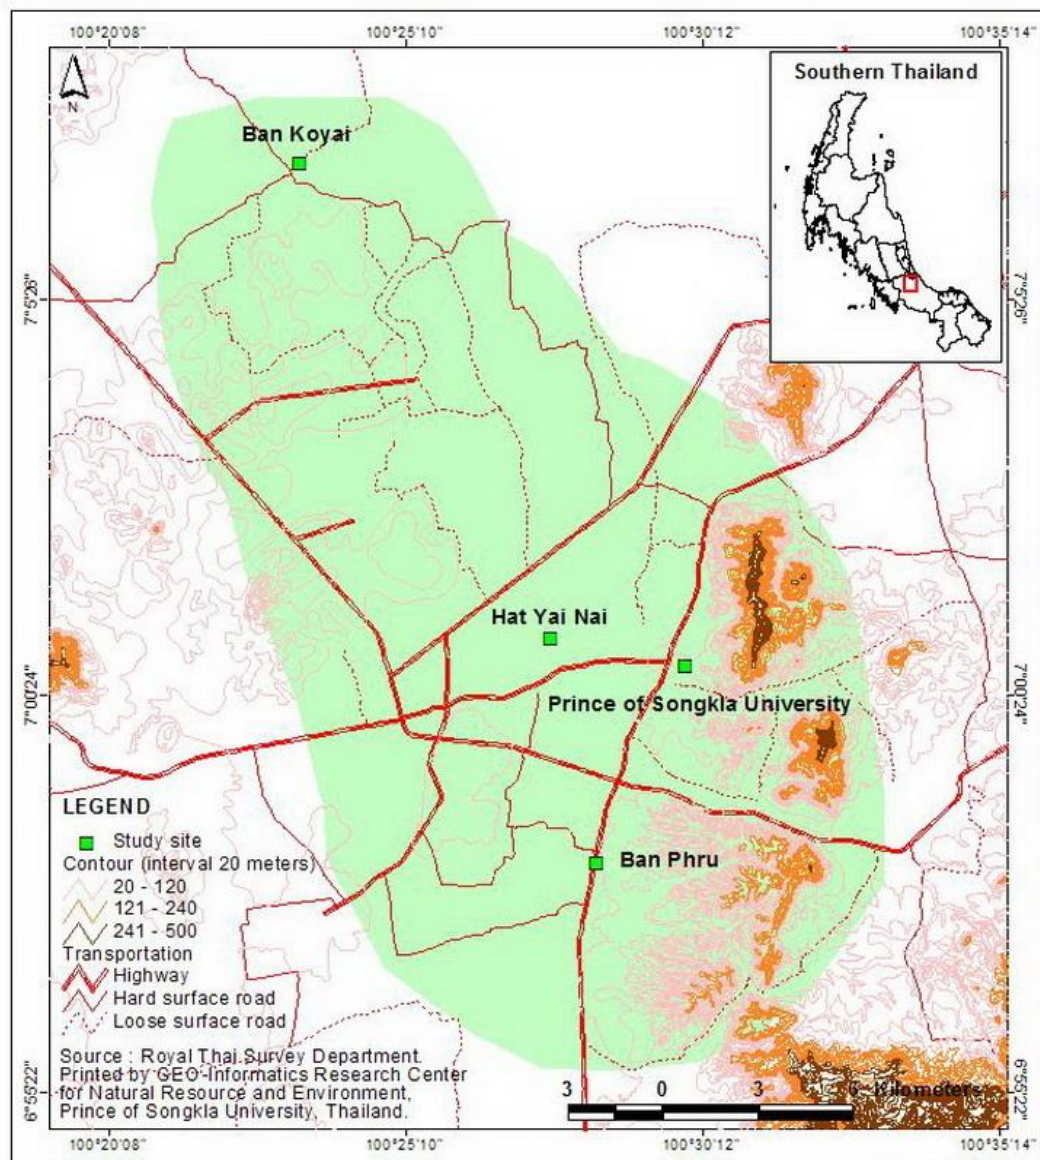 100°20'08" 100°25'10" 100°30'12" 100°35'14"
Southern Thailand
N
Ban Koyai
7°5'26" 7°5'26"
Hat Yai Nai
Prince of Songkla University
7°00'24" 7°00'24"
Ban Phru
LEGEND
Study site
Contour (interval 20 meters)
20 - 120
121 - 240
241 - 500
Transportation
Highway
Hard surface road
Loose surface road
Source : Royal Thai Survey Department.
Printed by GEO-Informatics Research Center
for Natural Resource and Environment,
Prince of Songkla University, Thailand.
3 0 3 6 Kilometers
6°55'22" 6°55'22"
100°20'08" 100°25'10" 100°30'12" 100°35'14"